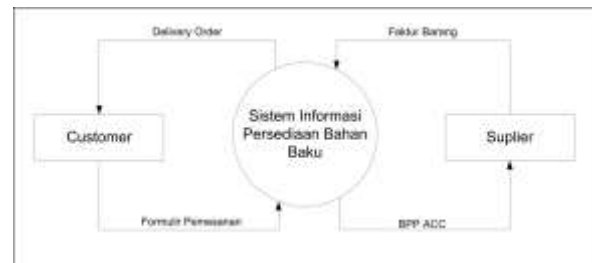 Delivery Order
Faktur Barang
Customer
Sistem Informasi
Persediaan Bahan
Baku
Suplier
Formulir Pemesanan
BPP ACC